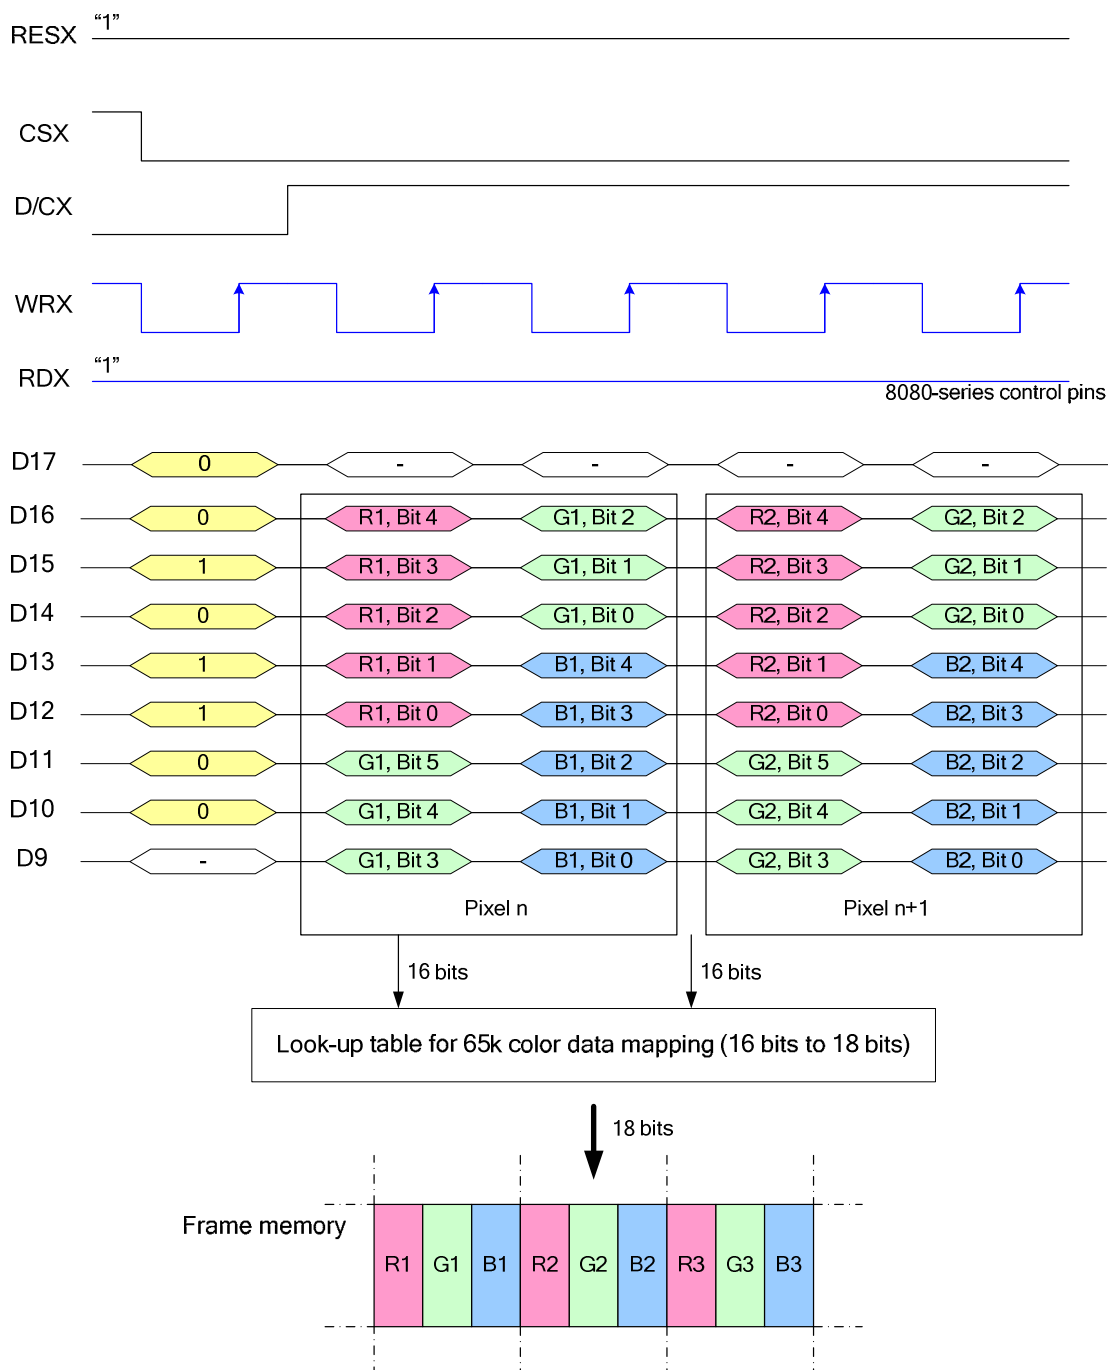 RESX "1"
CSX
D/CX
WRX
RDX "1"
8080-series control pins
D17 0 - - - -
D16 0 R1, Bit 4 G1, Bit 2 R2, Bit 4 G2, Bit 2
D15 1 R1, Bit 3 G1, Bit 1 R2, Bit 3 G2, Bit 1
D14 0 R1, Bit 2 G1, Bit 0 R2, Bit 2 G2, Bit 0
D13 1 R1, Bit 1 B1, Bit 4 R2, Bit 1 B2, Bit 4
D12 1 R1, Bit 0 B1, Bit 3 R2, Bit 0 B2, Bit 3
D11 0 G1, Bit 5 B1, Bit 2 G2, Bit 5 B2, Bit 2
D10 0 G1, Bit 4 B1, Bit 1 G2, Bit 4 B2, Bit 1
D9 - G1, Bit 3 B1, Bit 0 G2, Bit 3 B2, Bit 0
Pixel n Pixel n+1
16 bits 16 bits
Look-up table for 65k color data mapping (16 bits to 18 bits)
18 bits
Frame memory
R1 G1 B1 R2 G2 B2 R3 G3 B3